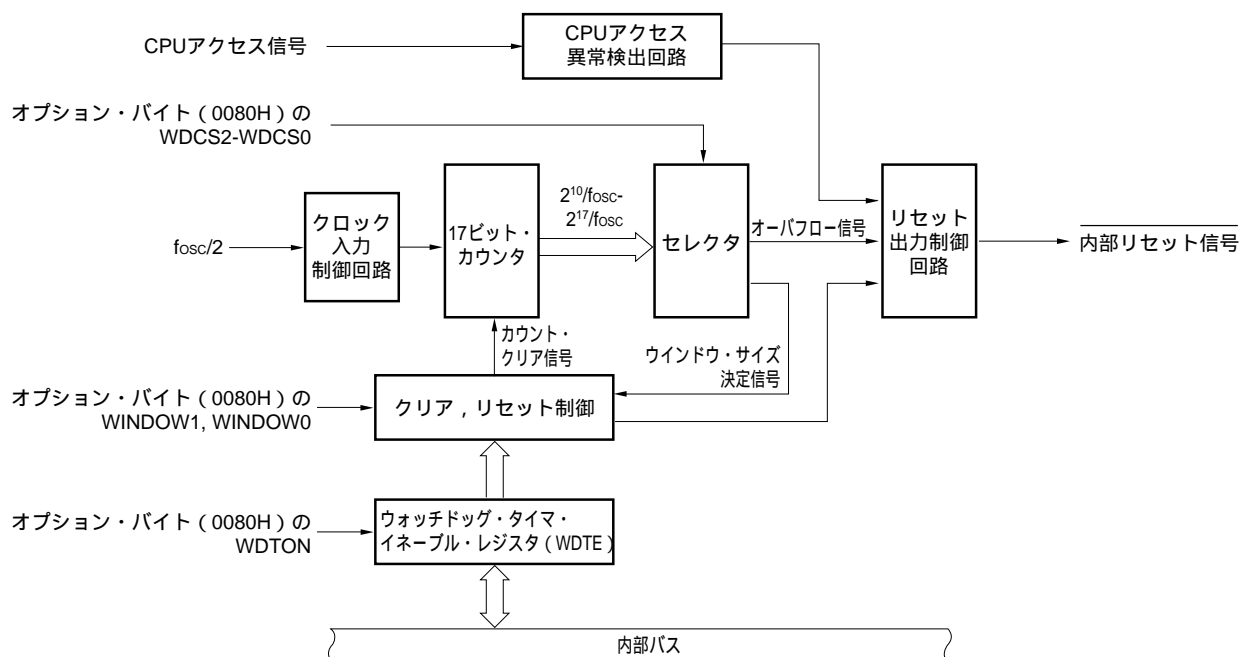 CPUアクセス信号
CPUアクセス
異常検出回路
オプション・バイト（0080H）の
WDCS2-WDCS0
fosc/2
クロック
入力
制御回路
17ビット・
カウンタ
2¹⁰/fosc-
2¹⁷/fosc
セレクタ
オーバフロー信号
リセット
出力制御
回路
内部リセット信号
カウント・
クリア信号
ウインドウ・サイズ
決定信号
オプション・バイト（0080H）の
WINDOW1, WINDOW0
クリア，リセット制御
オプション・バイト（0080H）の
WDTON
ウォッチドッグ・タイマ・
イネーブル・レジスタ（WDTE）
内部バス